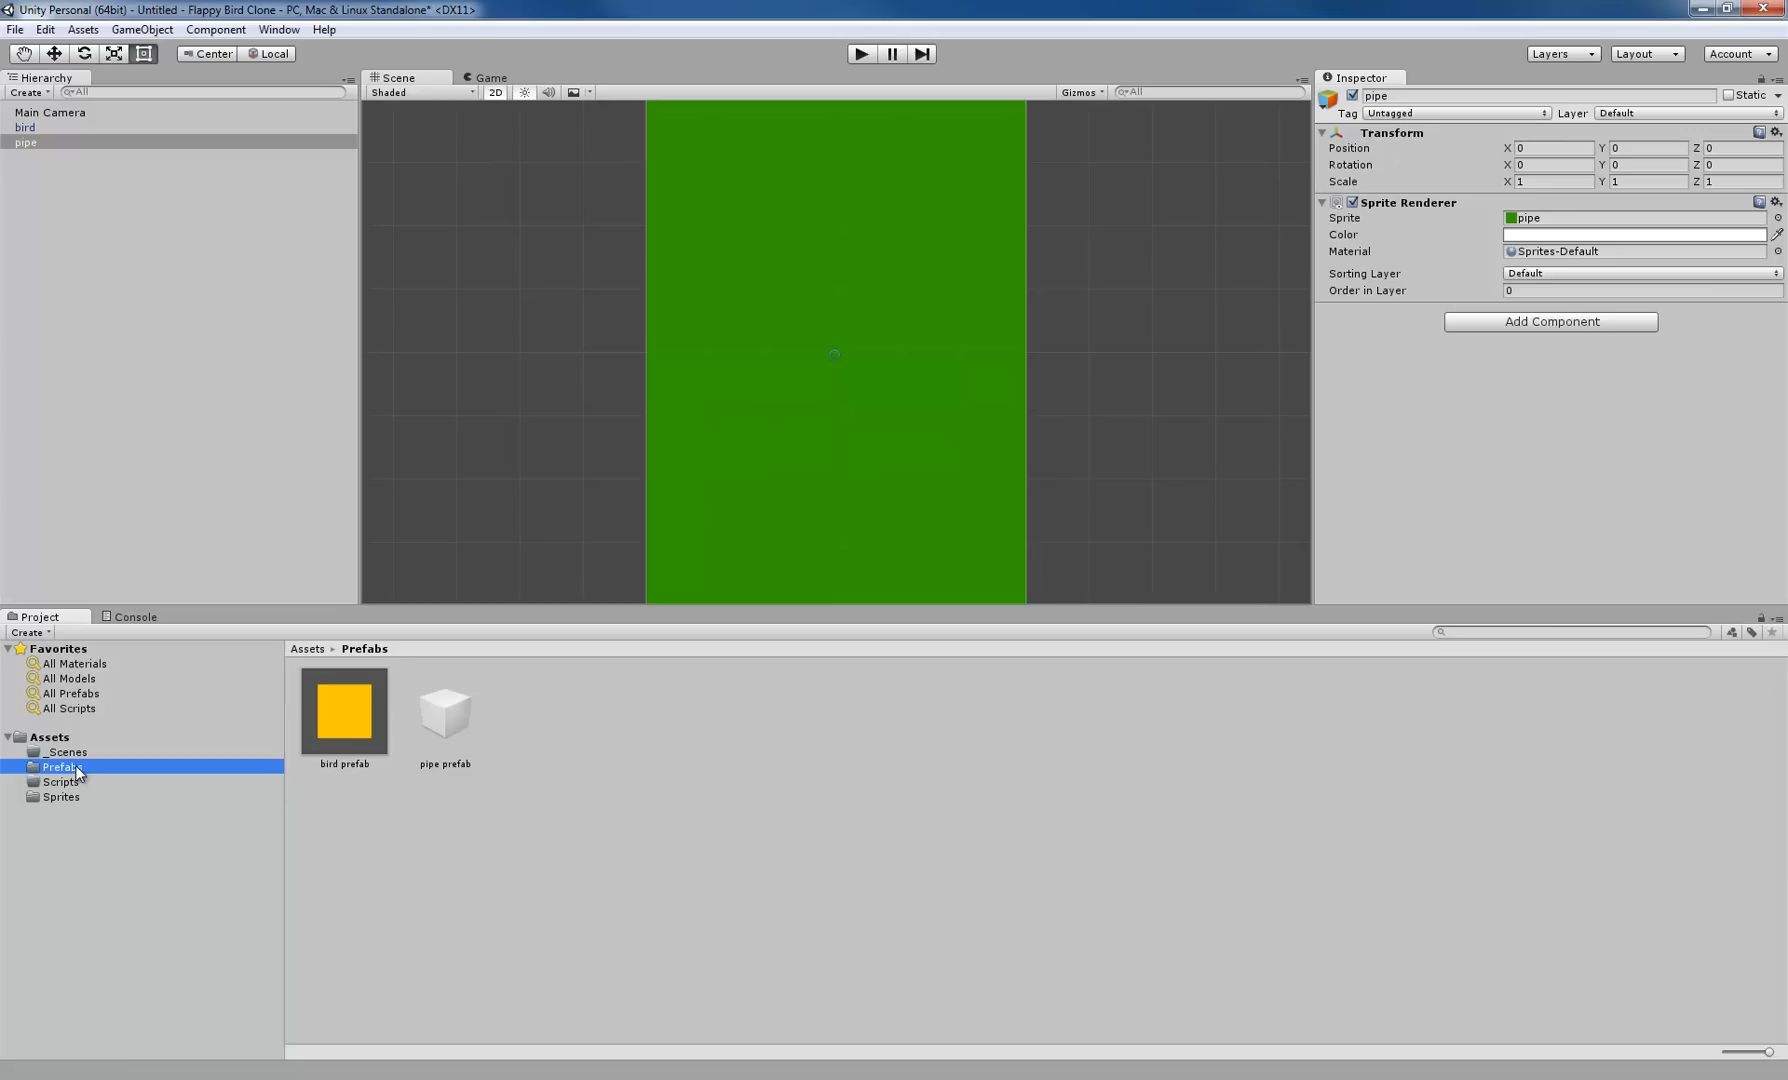 Unity Personal (64bit) - Untitled - Flappy Bird Clone - PC, Mac & Linux Standalone* <DX11>
File Edit Assets GameObject Component Window Help
Center Local Layers Layout Account
Hierarchy
Create All
Main Camera
bird
pipe
Scene Game
Shaded 2D Gizmos All
Inspector
pipe Static
Tag Untagged Layer Default
Transform
Position X 0 Y 0 Z 0
Rotation X 0 Y 0 Z 0
Scale X 1 Y 1 Z 1
Sprite Renderer
Sprite pipe
Color
Material Sprites-Default
Sorting Layer Default
Order in Layer 0
Add Component
Project Console
Create
Favorites
All Materials
All Models
All Prefabs
All Scripts
Assets
_Scenes
Prefabs
Scripts
Sprites
Assets Prefabs
bird prefab pipe prefab